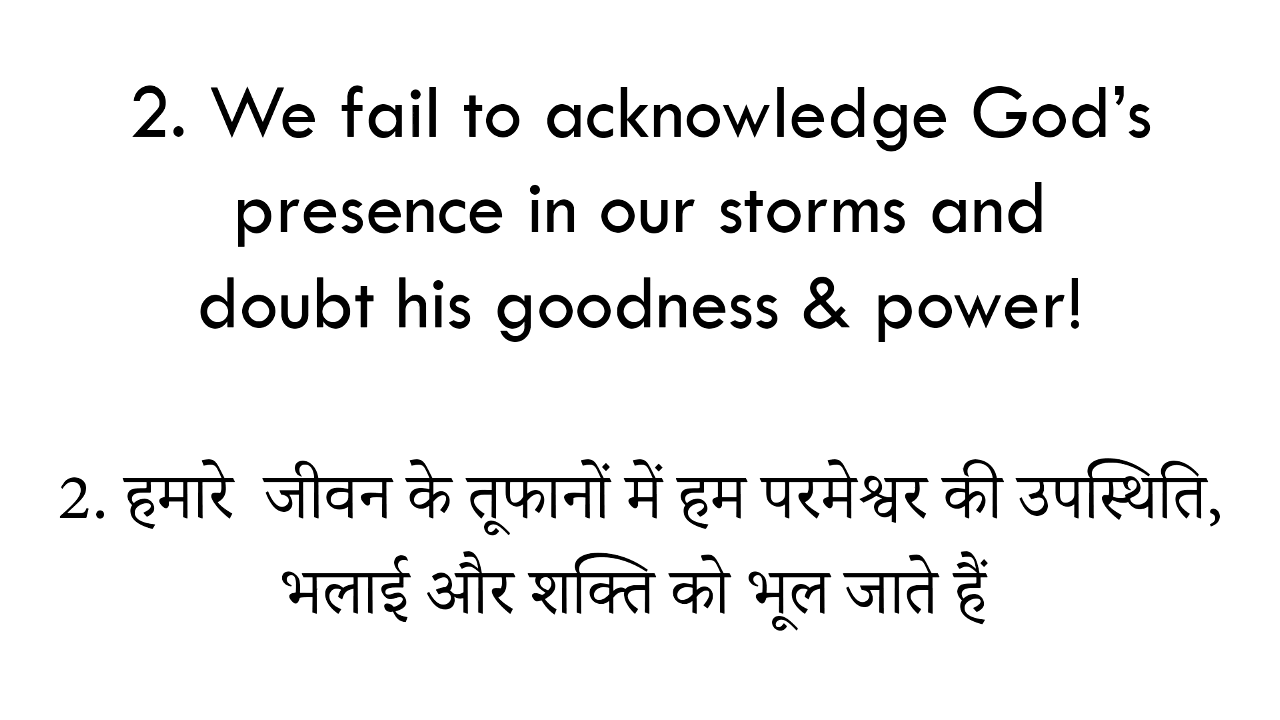 2. We fail to acknowledge God’s
presence in our storms and
doubt his goodness & power!
2. हमारे  जीवन के तूफानों में हम परमेश्वर की उपस्थिति,
भलाई और शक्ति को भूल जाते हैं